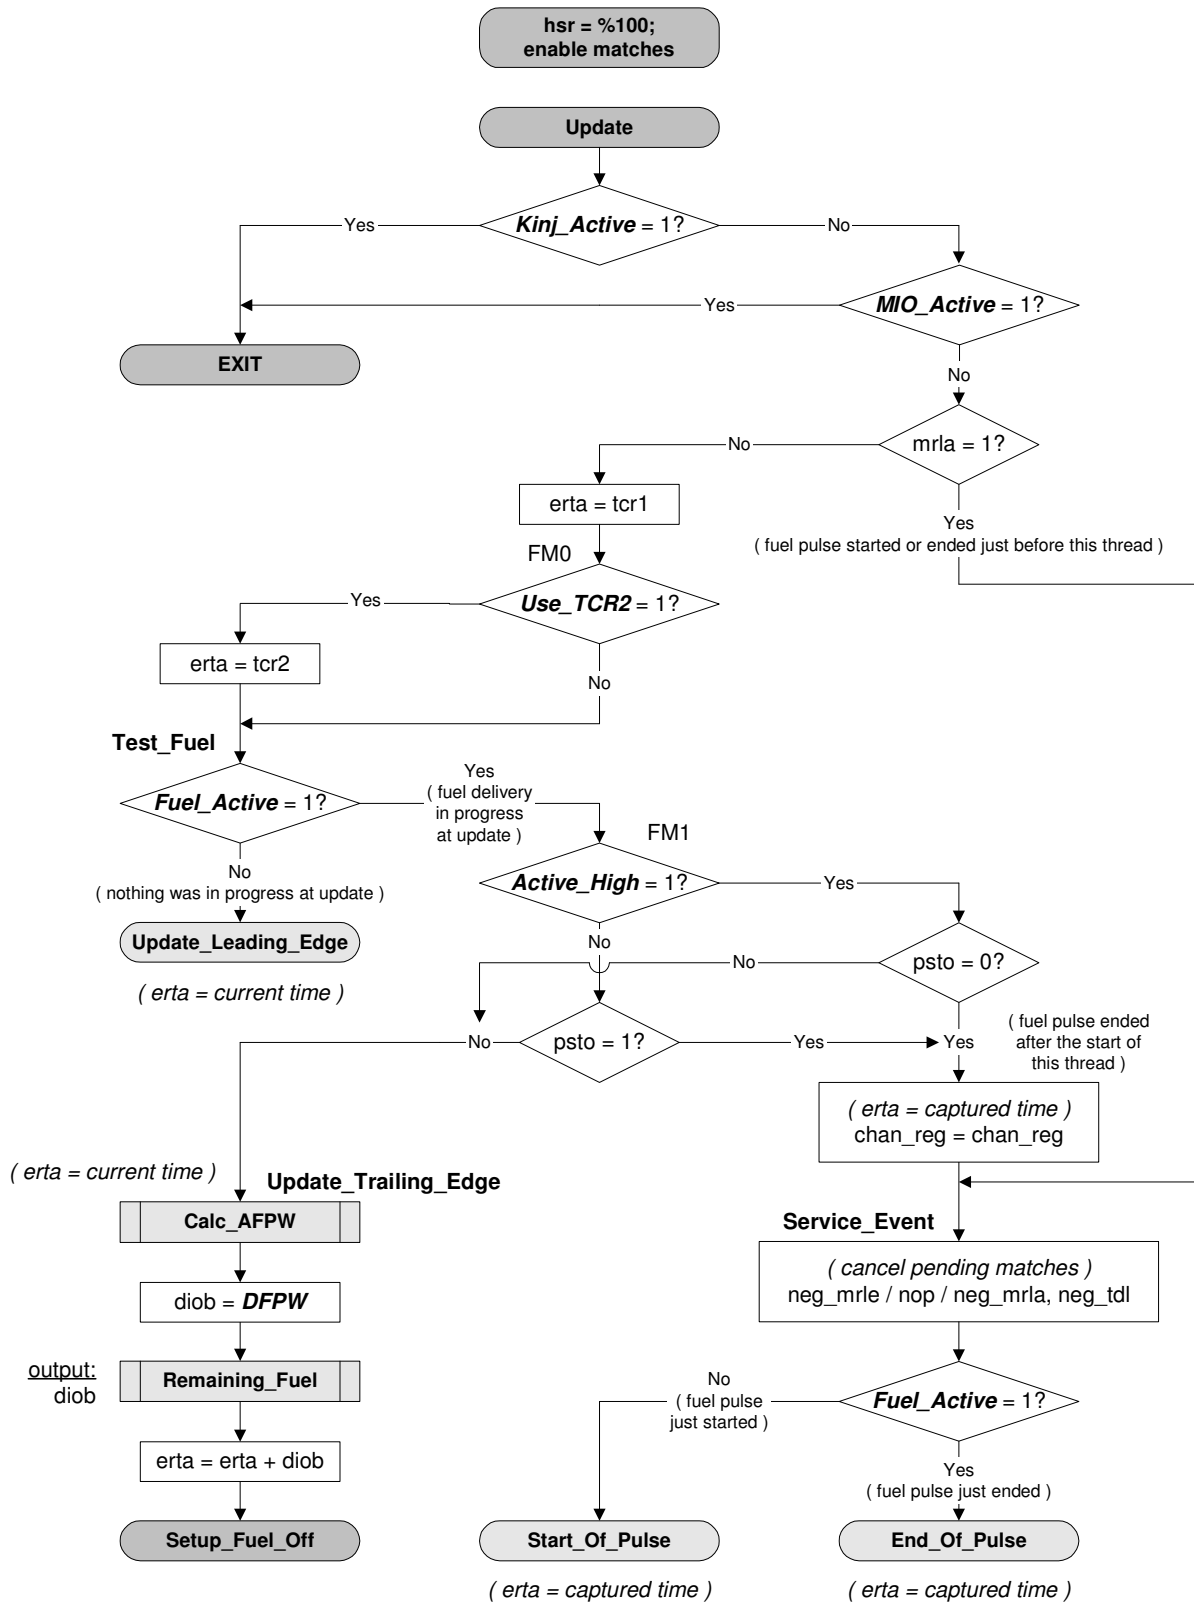 hsr = %100;
enable matches
Update
Kinj_Active = 1?
Yes
No
MIO_Active = 1?
Yes
EXIT
No
mrla = 1?
No
erta = tcr1
Yes
( fuel pulse started or ended just before this thread )
FM0
Use_TCR2 = 1?
Yes
erta = tcr2
No
Test_Fuel
Fuel_Active = 1?
Yes
( fuel delivery
in progress
at update )
FM1
No
( nothing was in progress at update )
Active_High = 1?
Yes
Update_Leading_Edge
( erta = current time )
No
No
psto = 0?
No
psto = 1?
Yes
Yes
( fuel pulse ended
after the start of
this thread )
( erta = captured time )
chan_reg = chan_reg
( erta = current time )
Update_Trailing_Edge
Calc_AFPW
Service_Event
( cancel pending matches )
neg_mrle / nop / neg_mrla, neg_tdl
diob = DFPW
output:
diob
Remaining_Fuel
No
( fuel pulse
just started )
Fuel_Active = 1?
erta = erta + diob
Yes
( fuel pulse just ended )
Setup_Fuel_Off
Start_Of_Pulse
End_Of_Pulse
( erta = captured time )
( erta = captured time )